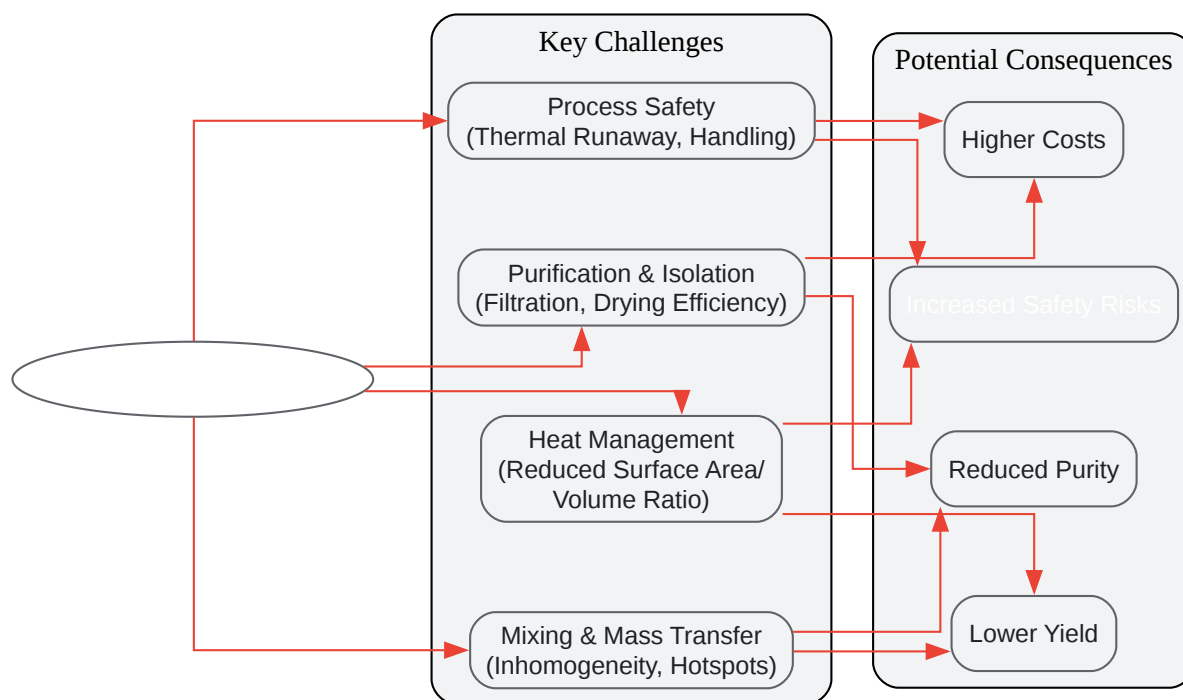 Key Challenges
Process Safety
(Thermal Runaway, Handling)
Purification & Isolation
(Filtration, Drying Efficiency)
Heat Management
(Reduced Surface Area/
Volume Ratio)
Mixing & Mass Transfer
(Inhomogeneity, Hotspots)
Potential Consequences
Higher Costs
Increased Safety Risks
Reduced Purity
Lower Yield